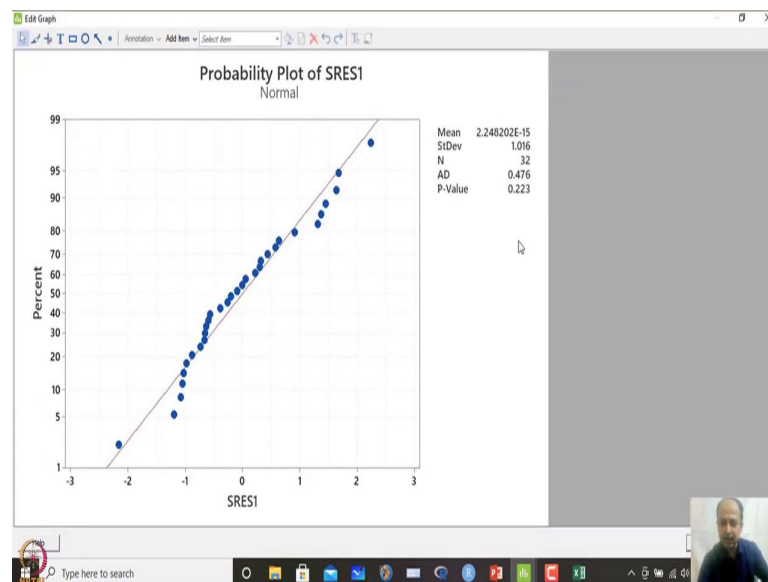 Edit Graph
T Annotation Add Item Select Item
Probability Plot of SRES1
Normal
99
95
90
80
70
60
50
40
30
20
10
5
1
Percent
-3 -2 -1 0 1 2 3
SRES1
Mean 2.248202E-15
StDev 1.016
N 32
AD 0.476
P-Value 0.223
Help
Type here to search